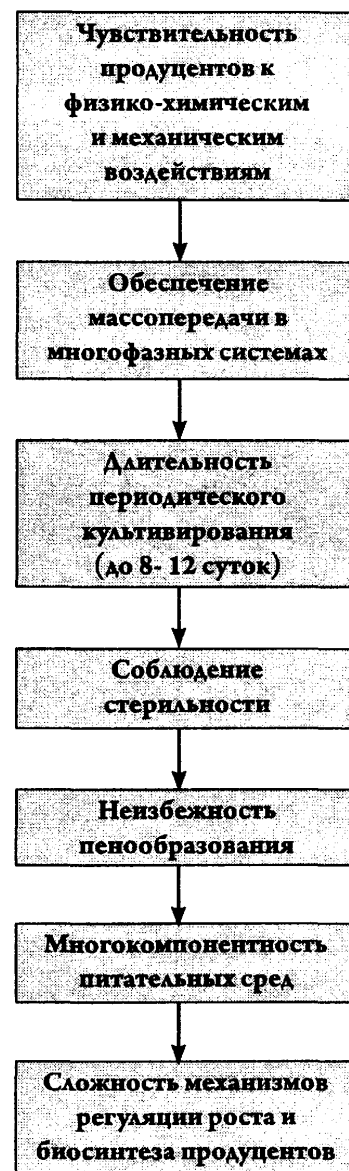 Чувствительность
продуцентов к
физико-химическим
и механическим
воздействиям
Обеспечение
массопередачи в
многофазных системах
Длительность
периодического
культивирования
(до 8- 12 суток)
Соблюдение
стерильности
Неизбежность
пенообразования
Многокомпонентность
питательных сред
Сложность механизмов
регуляции роста и
биосинтеза продуцентов